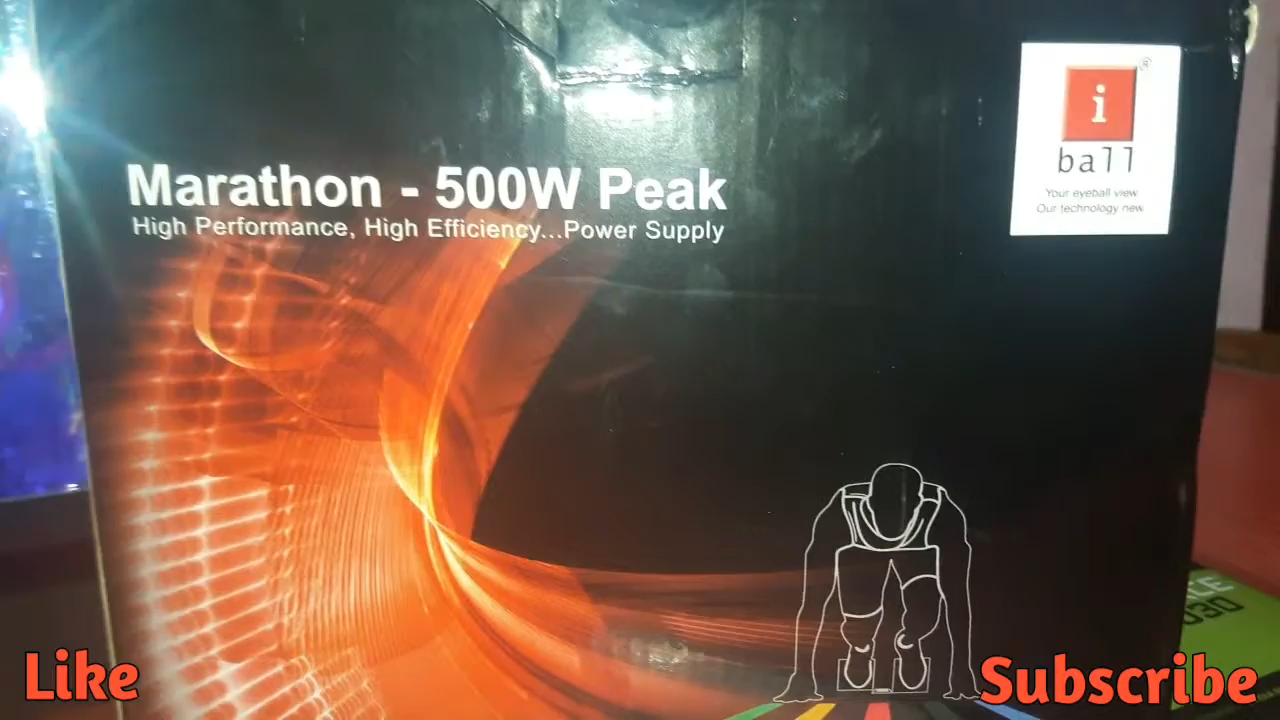 i
®
ball
Your eyeball view
Our technology new
Marathon - 500W Peak
High Performance, High Efficiency...Power Supply
Like
Subscribe